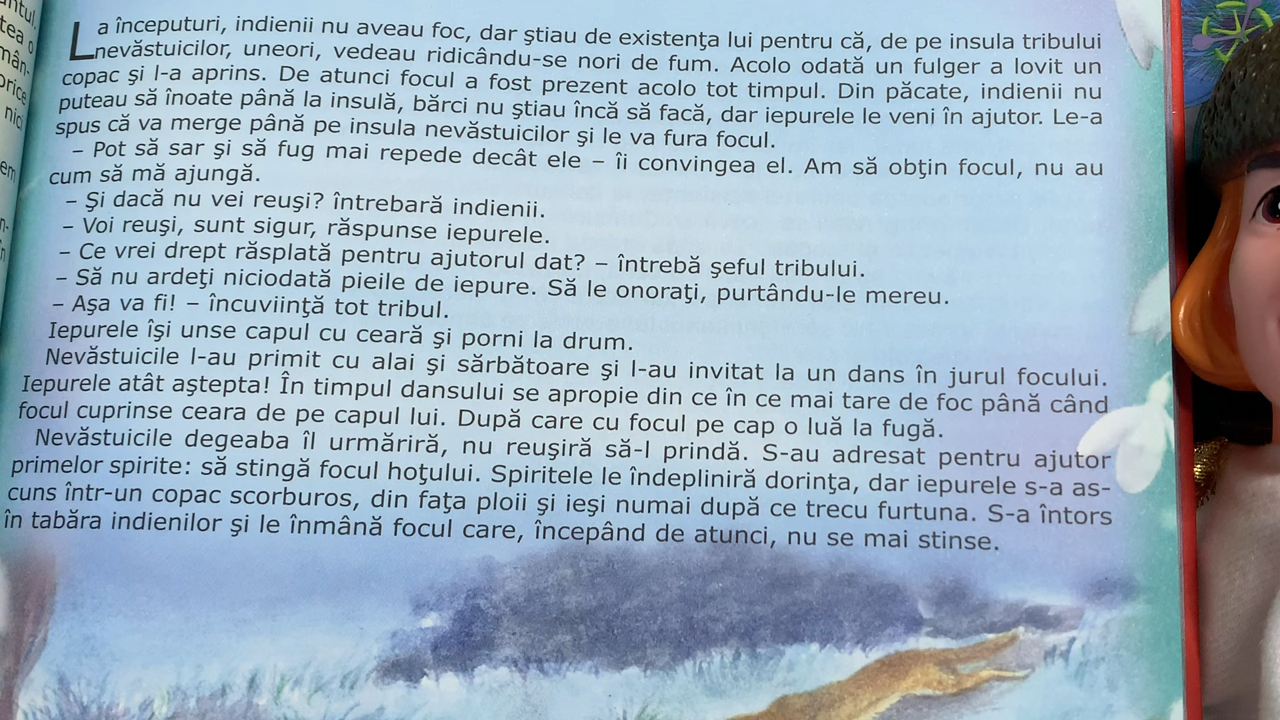 La începuturi, indienii nu aveau foc, dar ştiau de existenţa lui pentru că, de pe insula tribului
nevăstuicilor, uneori, vedeau ridicându-se nori de fum. Acolo odată un fulger a lovit un
copac şi l-a aprins. De atunci focul a fost prezent acolo tot timpul. Din păcate, indienii nu
puteau să înoate până la insulă, bărci nu ştiau încă să facă, dar iepurele le veni în ajutor. Le-a
spus că va merge până pe insula nevăstuicilor şi le va fura focul.
– Pot să sar şi să fug mai repede decât ele – îi convingea el. Am să obţin focul, nu au
cum să mă ajungă.
– Şi dacă nu vei reuşi? întrebară indienii.
– Voi reuşi, sunt sigur, răspunse iepurele.
– Ce vrei drept răsplată pentru ajutorul dat? – întrebă şeful tribului.
– Să nu ardeţi niciodată pieile de iepure. Să le onoraţi, purtându-le mereu.
– Aşa va fi! – încuviinţă tot tribul.
Iepurele îşi unse capul cu ceară şi porni la drum.
Nevăstuicile l-au primit cu alai şi sărbătoare şi l-au invitat la un dans în jurul focului.
Iepurele atât aştepta! În timpul dansului se apropie din ce în ce mai tare de foc până când
focul cuprinse ceara de pe capul lui. După care cu focul pe cap o luă la fugă.
Nevăstuicile degeaba îl urmăriră, nu reuşiră să-l prindă. S-au adresat pentru ajutor
primelor spirite: să stingă focul hoţului. Spiritele le îndepliniră dorinţa, dar iepurele s-a as-
cuns într-un copac scorburos, din faţa ploii şi ieşi numai după ce trecu furtuna. S-a întors
în tabăra indienilor şi le înmână focul care, începând de atunci, nu se mai stinse.